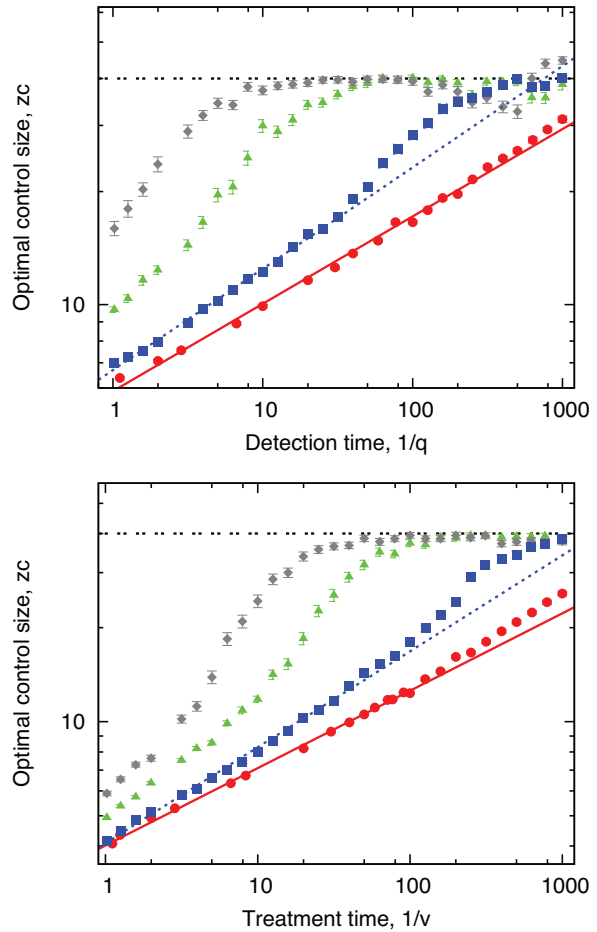 Optimal control size, zc
10
1 10 100 1000
Detection time, 1/q
Optimal control size, zc
10
1 10 100 1000
Treatment time, 1/v